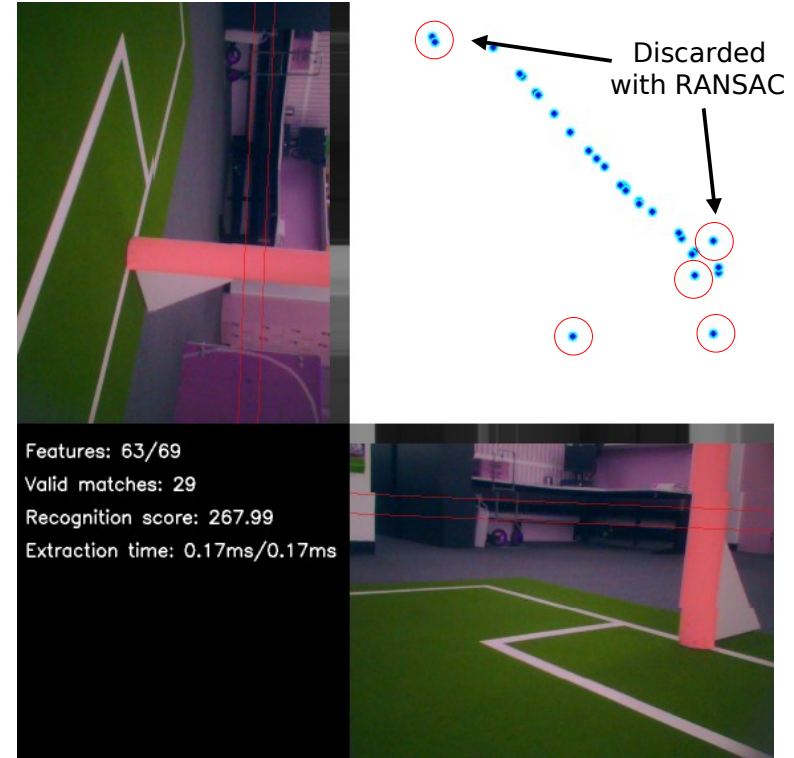 Discarded
with RANSAC
Features: 63/69
Valid matches: 29
Recognition score: 267.99
Extraction time: 0.17ms/0.17ms